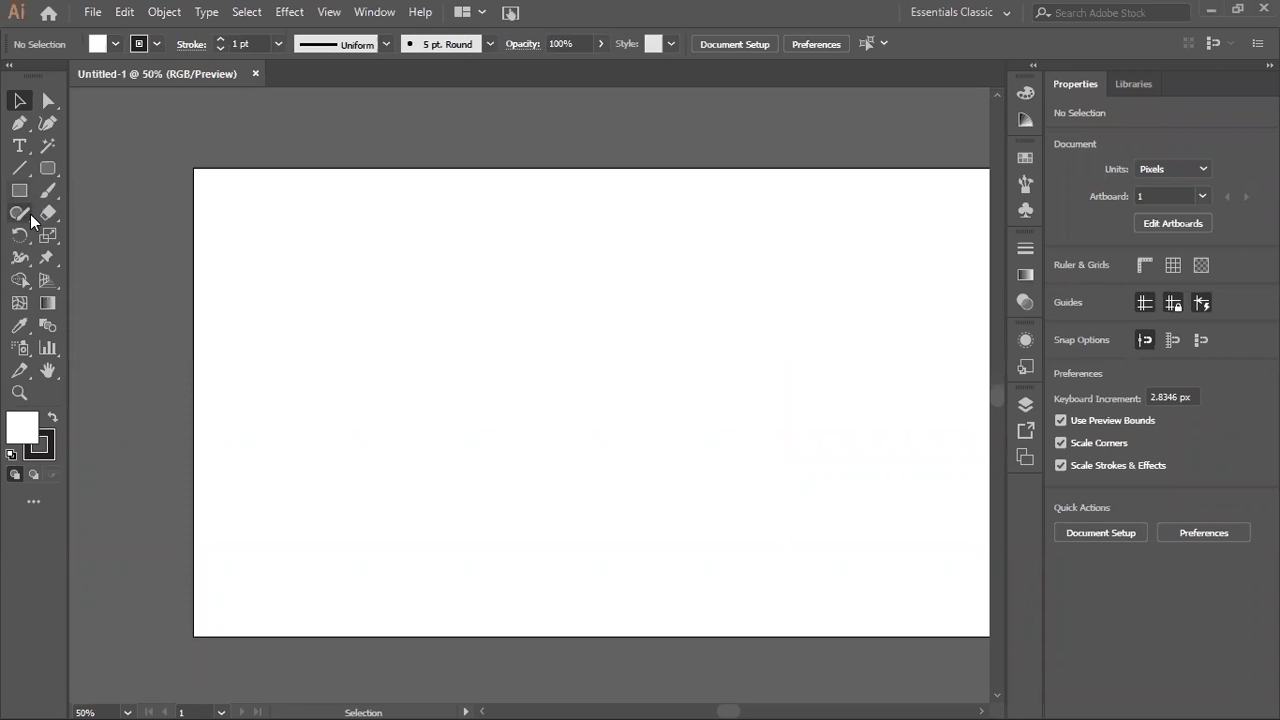 Ai File Edit Object Type Select Effect View Window Help Essentials Classic Search Adobe Stock
No Selection Stroke: 1 pt Uniform 5 pt. Round Opacity: 100% Style: Document Setup Preferences
Untitled-1 @ 50% (RGB/Preview)
Properties Libraries
No Selection
Document
Units: Pixels
Artboard: 1
Edit Artboards
Ruler & Grids
Guides
Snap Options
Preferences
Keyboard Increment: 2.8346 px
Use Preview Bounds
Scale Corners
Scale Strokes & Effects
Quick Actions
Document Setup Preferences
50% 1 Selection